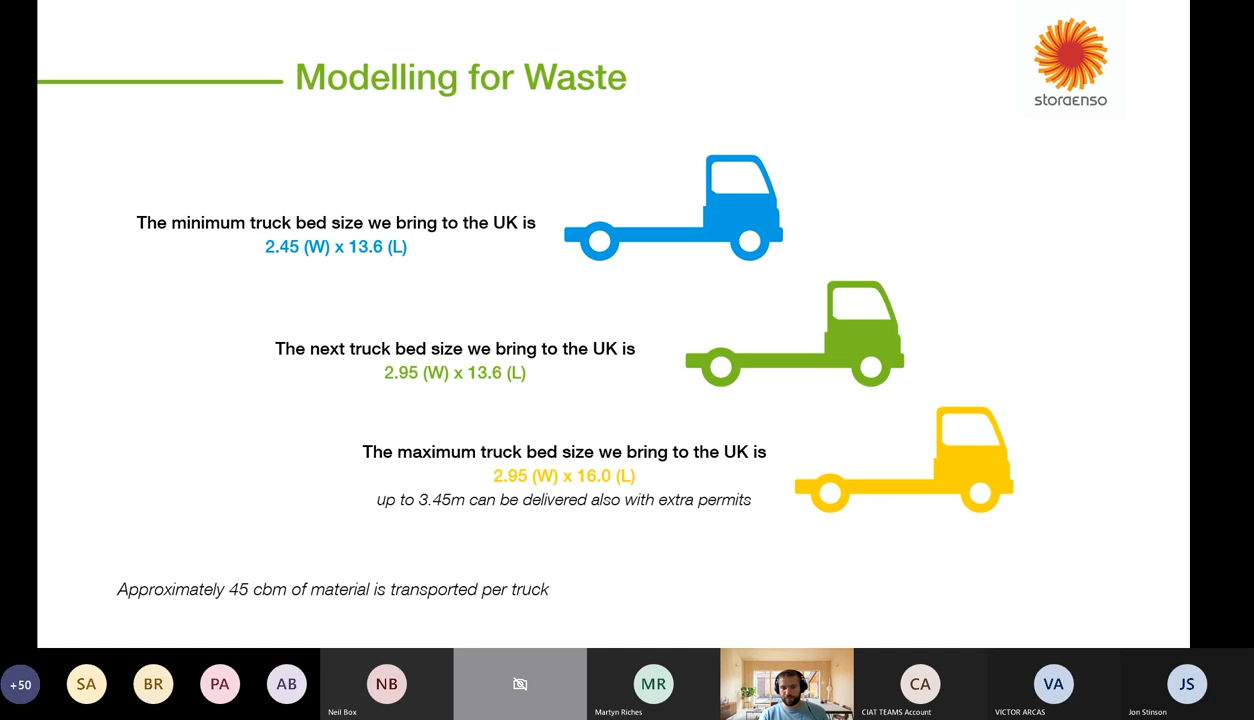 Modelling for Waste
storaenso
The minimum truck bed size we bring to the UK is
2.45 (W) x 13.6 (L)
The next truck bed size we bring to the UK is
2.95 (W) x 13.6 (L)
The maximum truck bed size we bring to the UK is
2.95 (W) x 16.0 (L)
up to 3.45m can be delivered also with extra permits
Approximately 45 cbm of material is transported per truck
+50
SA
BR
PA
AB
NB
MR
CA
VA
JS
Neil Box
Martyn Riches
CIAT TEAMS Account
VICTOR ARCAS
Jon Stinson